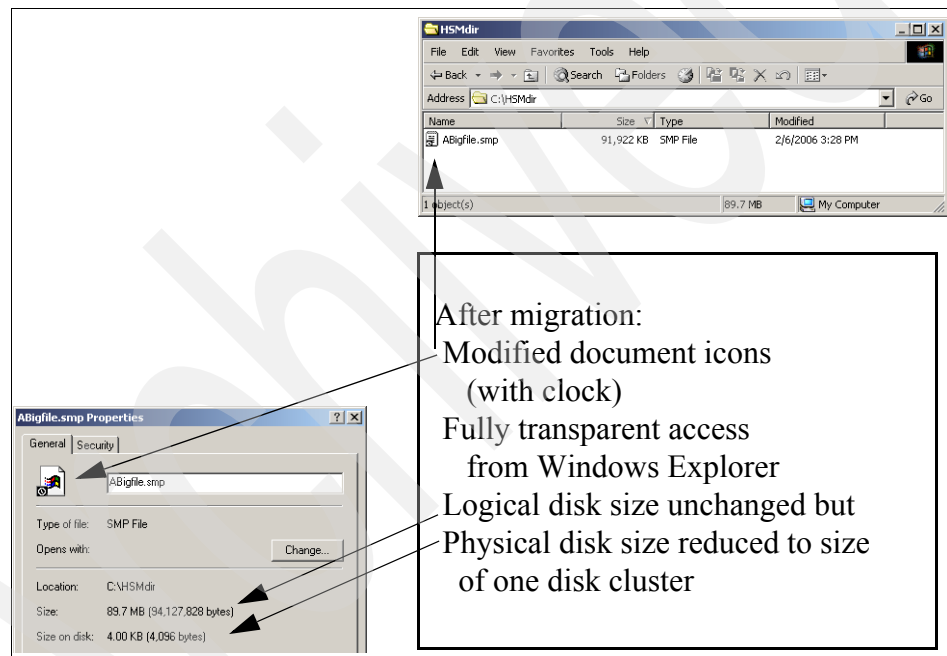 HSMdir
File Edit View Favorites Tools Help
Back Search Folders
Address C:\HSMdir Go
Name Size Type Modified
ABigfile.smp 91,922 KB SMP File 2/6/2006 3:28 PM
1 object(s) 89.7 MB My Computer
After migration:
Modified document icons
(with clock)
Fully transparent access
from Windows Explorer
Logical disk size unchanged but
Physical disk size reduced to size
of one disk cluster
ABigfile.smp Properties
General Security
ABigfile.smp
Type of file: SMP File
Opens with: Change...
Location: C:\HSMdir
Size: 89.7 MB (94,127,828 bytes)
Size on disk: 4.00 KB (4,096 bytes)